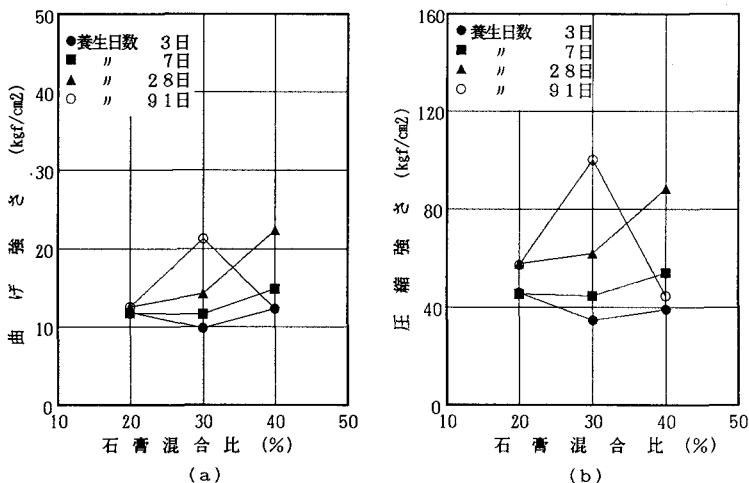 曲げ強さ (kgf/cm2)
50
40
30
20
10
0
●養生日数 3日
■ 〃 7日
▲ 〃 28日
○ 〃 91日
10 20 30 40 50
石膏混合比 (%)
(a)
圧縮強さ (kgf/cm2)
160
120
80
40
0
●養生日数 3日
■ 〃 7日
▲ 〃 28日
○ 〃 91日
10 20 30 40 50
石膏混合比 (%)
(b)